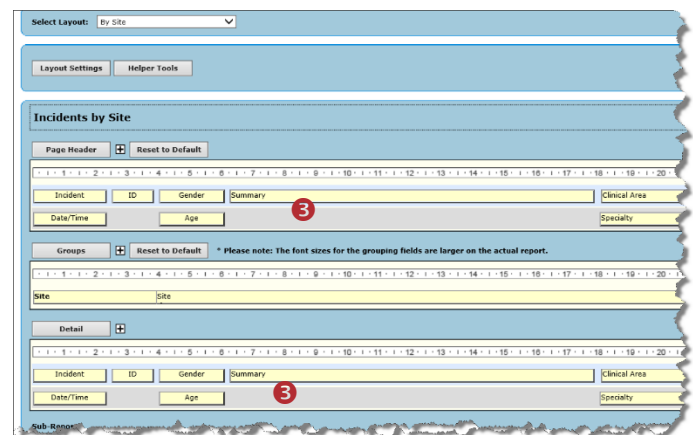 Select Layout: By Site
Layout Settings Helper Tools
Incidents by Site
Page Header Reset to Default
1 2 3 4 5 6 7 8 9 10 11 12 13 14 15 16 17 18 19 20
Incident ID Gender Summary Clinical Area
3
Date/Time Age Specialty
Groups Reset to Default * Please note: The font sizes for the grouping fields are larger on the actual report.
1 2 3 4 5 6 7 8 9 10 11 12 13 14 15 16 17 18 19 20
Site Site
Detail
1 2 3 4 5 6 7 8 9 10 11 12 13 14 15 16 17 18 19 20
Incident ID Gender Summary Clinical Area
Date/Time Age 3 Specialty